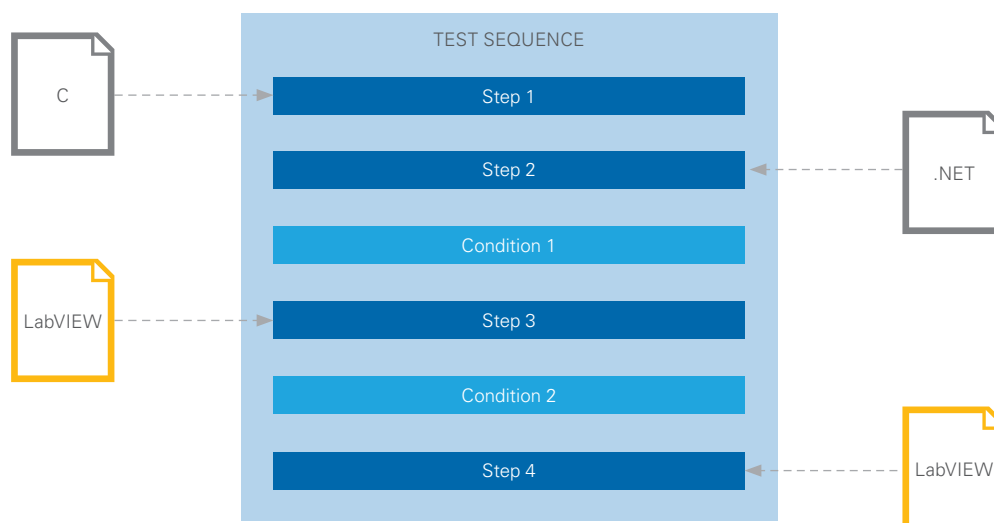 TEST SEQUENCE
C
Step 1
Step 2
.NET
Condition 1
LabVIEW
Step 3
Condition 2
Step 4
LabVIEW